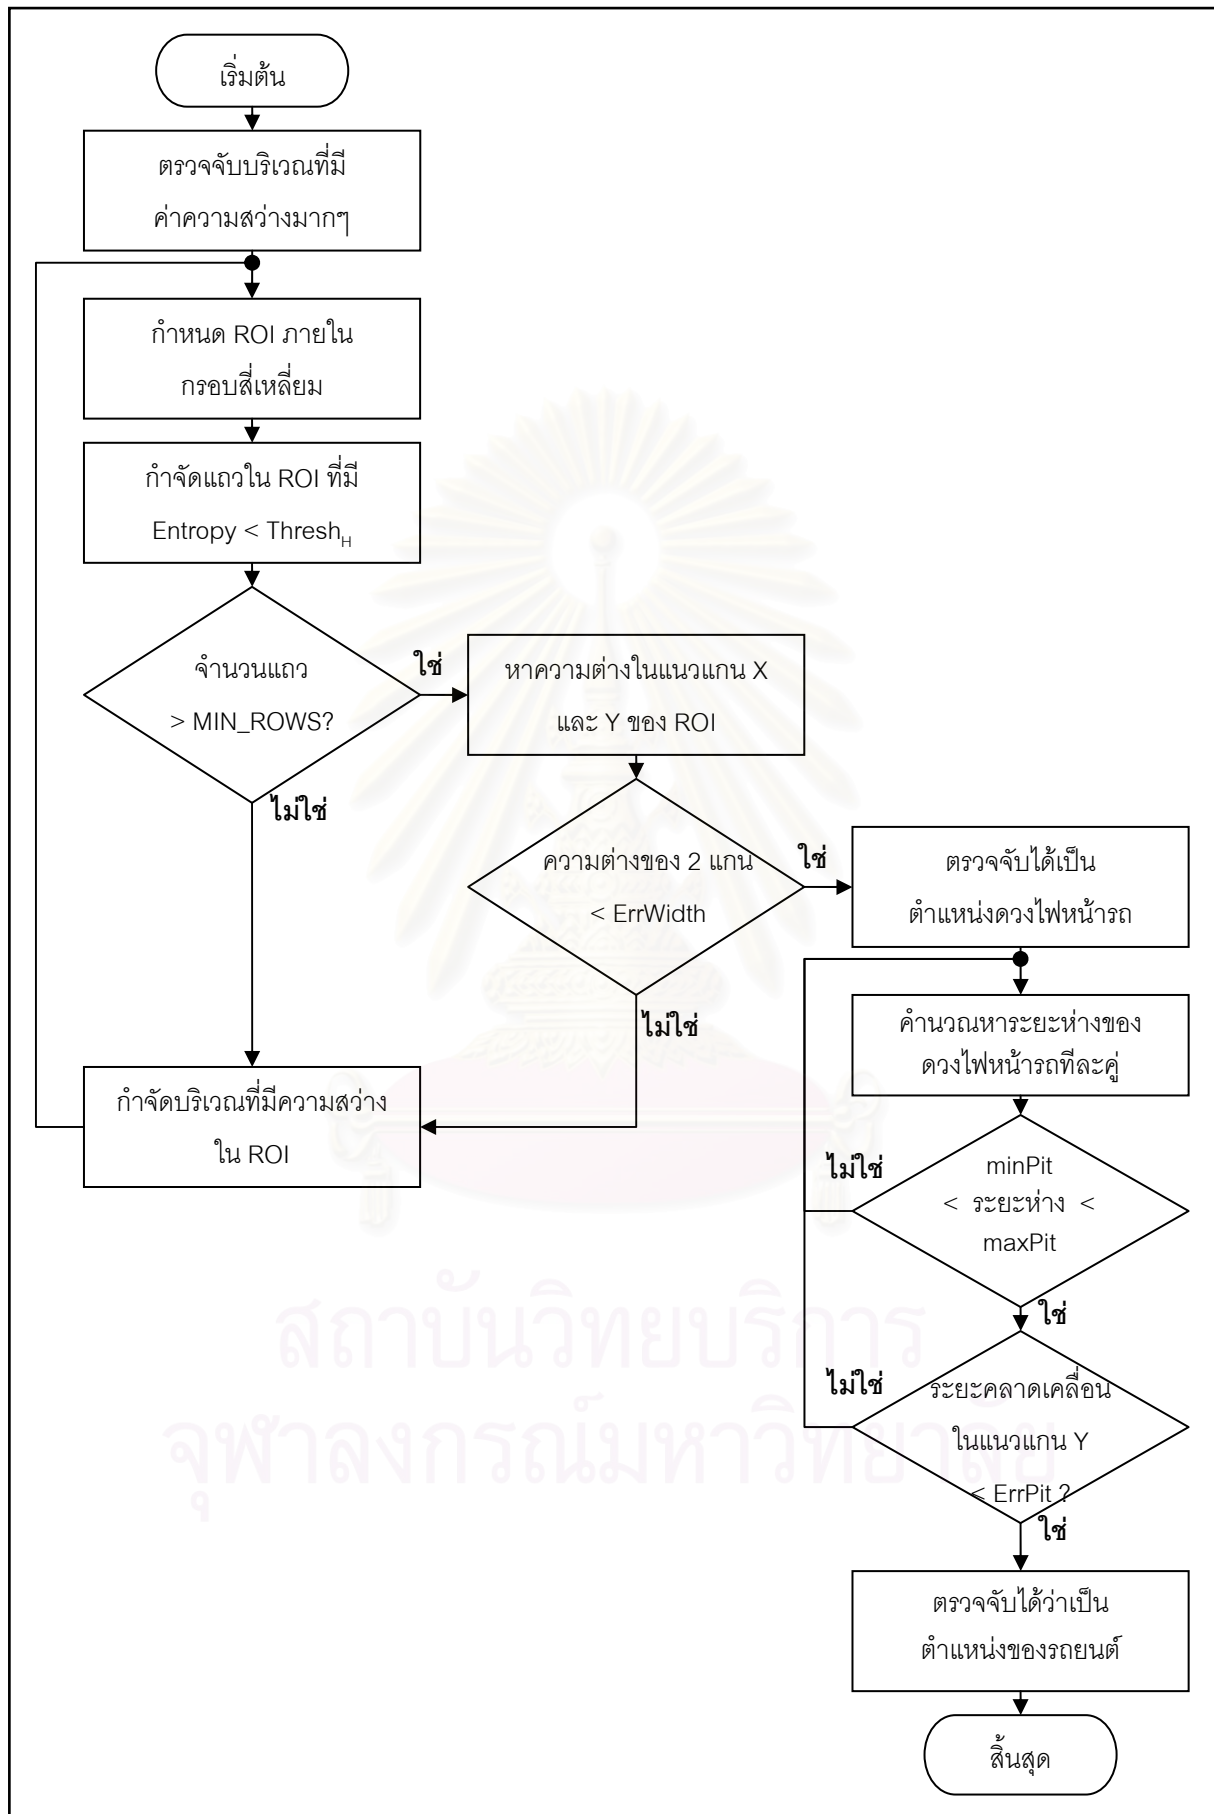 เริ่มต้น
ตรวจจับบริเวณที่มี
ค่าความสว่างมากๆ
กำหนด ROI ภายใน
กรอบสี่เหลี่ยม
กำจัดแถวใน ROI ที่มี
Entropy < Thresh_H
จำนวนแถว
> MIN_ROWS?
ใช่
ไม่ใช่
หาความต่างในแนวแกน X
และ Y ของ ROI
ความต่างของ 2 แกน
< ErrWidth
ใช่
ไม่ใช่
กำจัดบริเวณที่มีความสว่าง
ใน ROI
ตรวจจับได้เป็น
ตำแหน่งดวงไฟหน้ารถ
คำนวณหาระยะห่างของ
ดวงไฟหน้ารถทีละคู่
ไม่ใช่
minPit
< ระยะห่าง <
maxPit
ใช่
ไม่ใช่
ระยะคลาดเคลื่อน
ในแนวแกน Y
< ErrPit ?
ใช่
ตรวจจับได้ว่าเป็น
ตำแหน่งของรถยนต์
สิ้นสุด
สถาบันวิทยบริการ
จุฬาลงกรณ์มหาวิทยาลัย